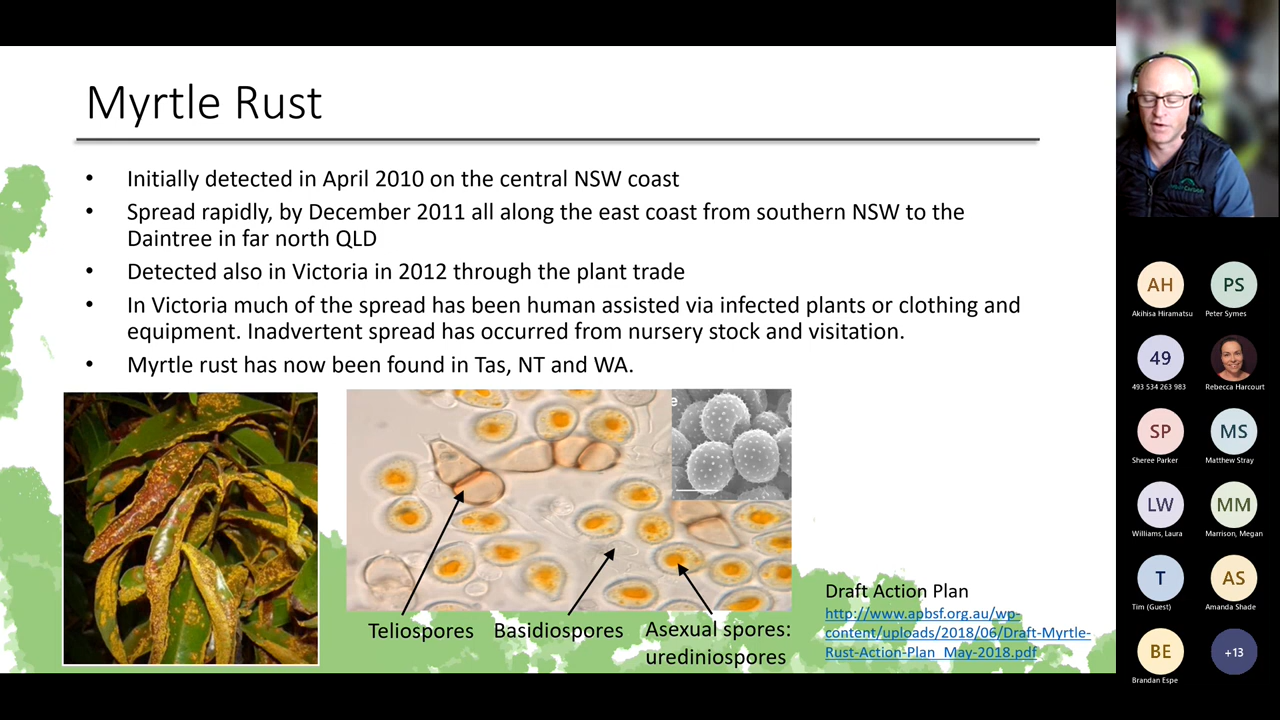 Myrtle Rust
• Initially detected in April 2010 on the central NSW coast
• Spread rapidly, by December 2011 all along the east coast from southern NSW to the
Daintree in far north QLD
• Detected also in Victoria in 2012 through the plant trade
• In Victoria much of the spread has been human assisted via infected plants or clothing and
equipment. Inadvertent spread has occurred from nursery stock and visitation.
• Myrtle rust has now been found in Tas, NT and WA.
e
Teliospores
Basidiospores
Asexual spores:
urediniospores
Draft Action Plan
http://www.apbsf.org.au/wp-
content/uploads/2018/06/Draft-Myrtle-
Rust-Action-Plan_May-2018.pdf
AH
Akihisa Hiramatsu
PS
Peter Symes
49
493 534 263 983
Rebecca Harcourt
SP
Sheree Parker
MS
Matthew Stray
LW
Williams, Laura
MM
Marrison, Megan
T
Tim (Guest)
AS
Amanda Shade
BE
Brandan Espe
+13